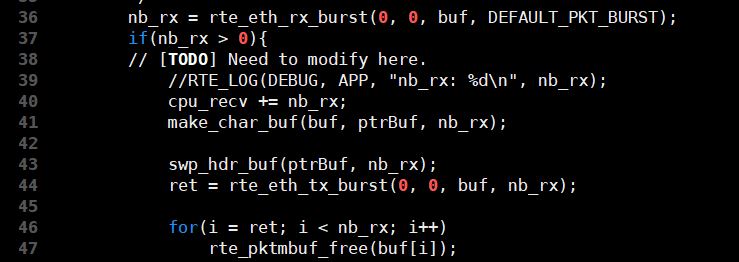 36 nb_rx = rte_eth_rx_burst(0, 0, buf, DEFAULT_PKT_BURST);
37 if(nb_rx > 0){
38 // [TODO] Need to modify here.
39 //RTE_LOG(DEBUG, APP, "nb_rx: %d\n", nb_rx);
40 cpu_recv += nb_rx;
41 make_char_buf(buf, ptrBuf, nb_rx);
42
43 swp_hdr_buf(ptrBuf, nb_rx);
44 ret = rte_eth_tx_burst(0, 0, buf, nb_rx);
45
46 for(i = ret; i < nb_rx; i++)
47 rte_pktmbuf_free(buf[i]);